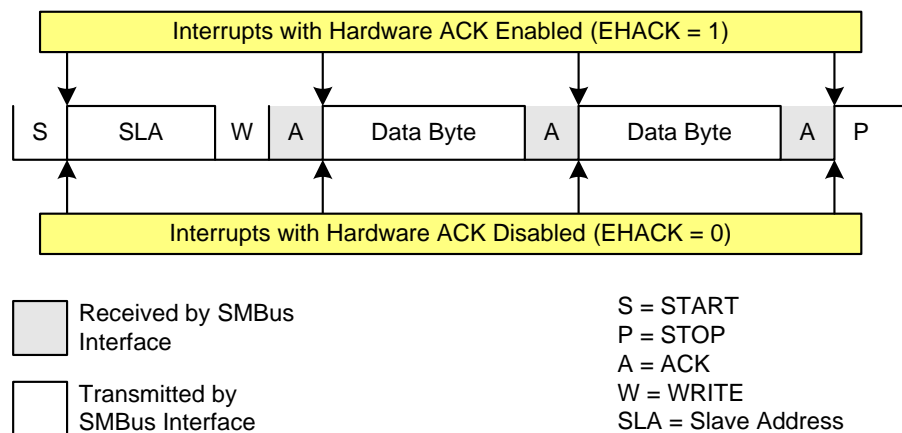 Interrupts with Hardware ACK Enabled (EHACK = 1)
S SLA W A Data Byte A Data Byte A P
Interrupts with Hardware ACK Disabled (EHACK = 0)
Received by SMBus
Interface
Transmitted by
SMBus Interface
S = START
P = STOP
A = ACK
W = WRITE
SLA = Slave Address